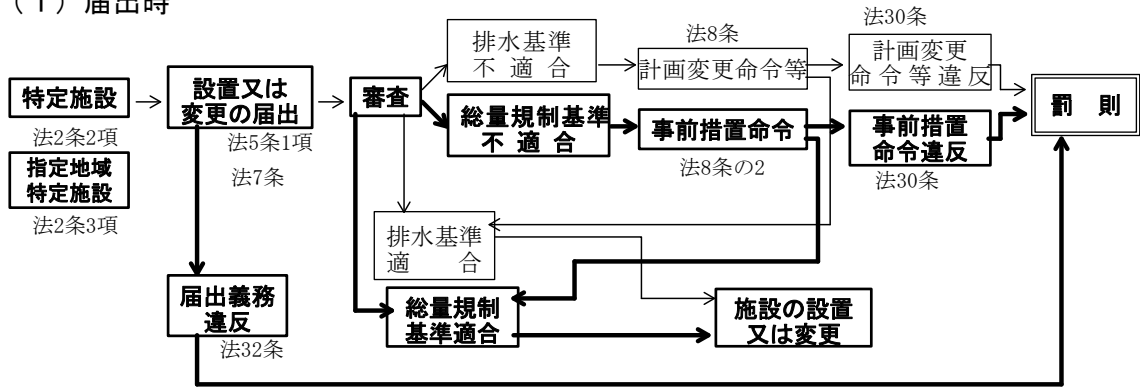 （１）届出時
特定施設
法2条2項
指定地域
特定施設
法2条3項
設置又は
変更の届出
法5条1項
法7条
届出義務
違反
法32条
審査
排水基準
不適合
総量規制基準
不適合
排水基準
適合
総量規制
基準適合
法8条
計画変更命令等
事前措置命令
法8条の2
施設の設置
又は変更
法30条
計画変更
命令等違反
事前措置
命令違反
法30条
罰則